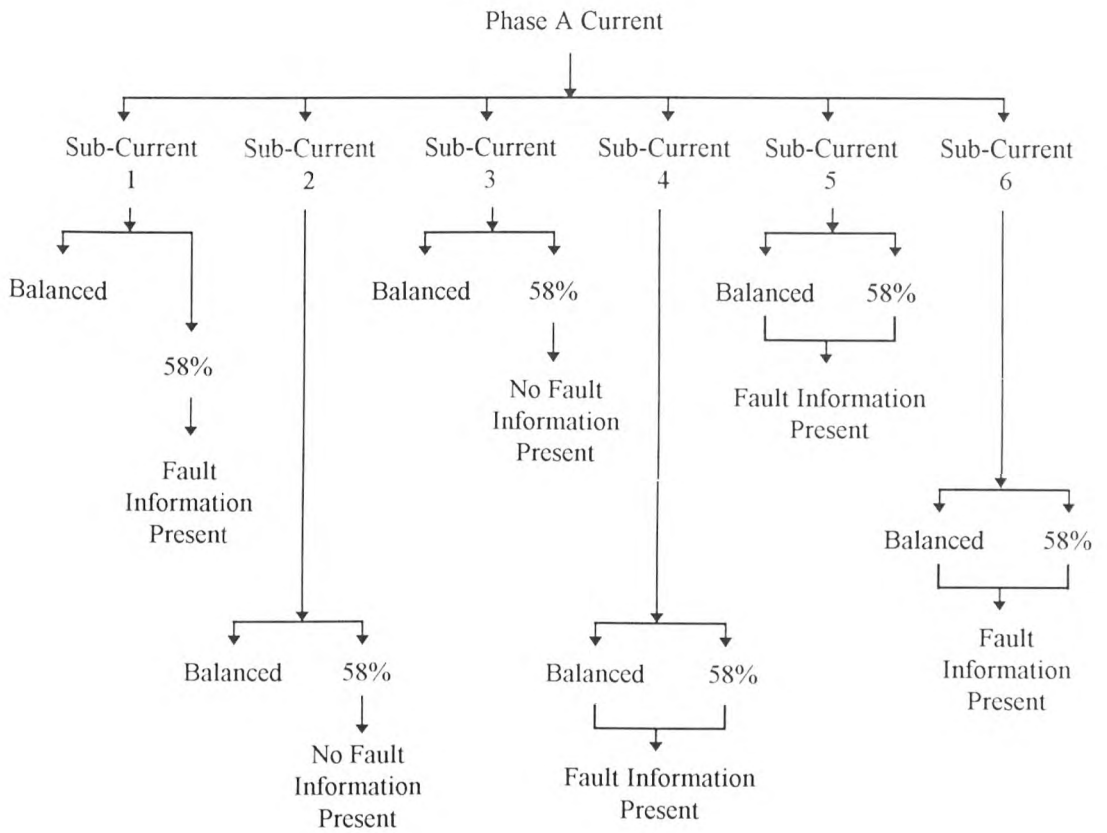 Phase A Current
Sub-Current
1
Sub-Current
2
Sub-Current
3
Sub-Current
4
Sub-Current
5
Sub-Current
6
Balanced
58%
Fault
Information
Present
Balanced
58%
No Fault
Information
Present
Balanced
58%
No Fault
Information
Present
Balanced
58%
Fault Information
Present
Balanced
58%
Fault Information
Present
Balanced
58%
Fault
Information
Present